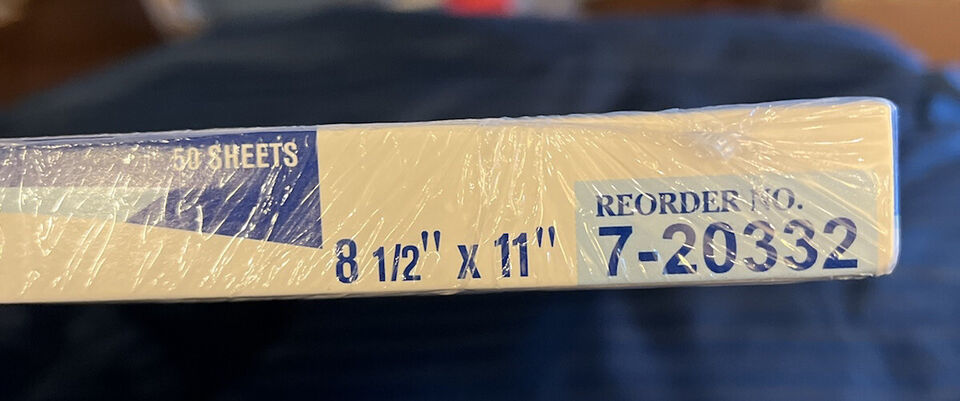 50 SHEETS
8 1/2" X 11"
REORDER NO.
7-20332